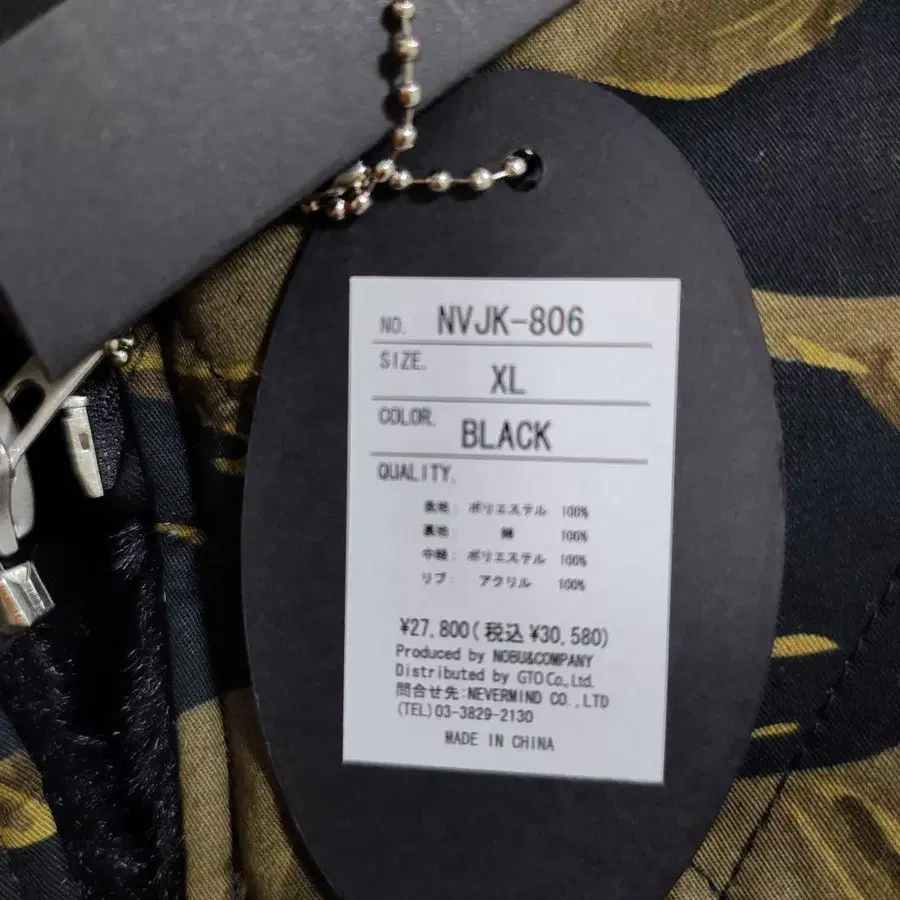 NO. NVJK-806
SIZE. XL
COLOR. BLACK
QUALITY.
表地: ポリエステル 100%
裏地: 綿 100%
中綿: ポリエステル 100%
リブ: アクリル 100%
¥27,800(税込¥30,580)
Produced by NOBU&COMPANY
Distributed by GTO Co,.Ltd.
問合せ先:NEVERMIND CO.,LTD
(TEL)03-3829-2130
MADE IN CHINA